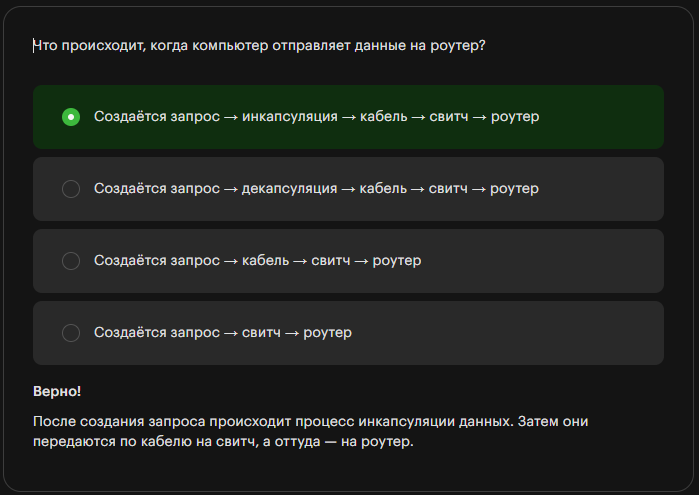 Что происходит, когда компьютер отправляет данные на роутер?
Создаётся запрос → инкапсуляция → кабель → свитч → роутер
Создаётся запрос → декапсуляция → кабель → свитч → роутер
Создаётся запрос → кабель → свитч → роутер
Создаётся запрос → свитч → роутер
Верно!
После создания запроса происходит процесс инкапсуляции данных. Затем они
передаются по кабелю на свитч, а оттуда — на роутер.